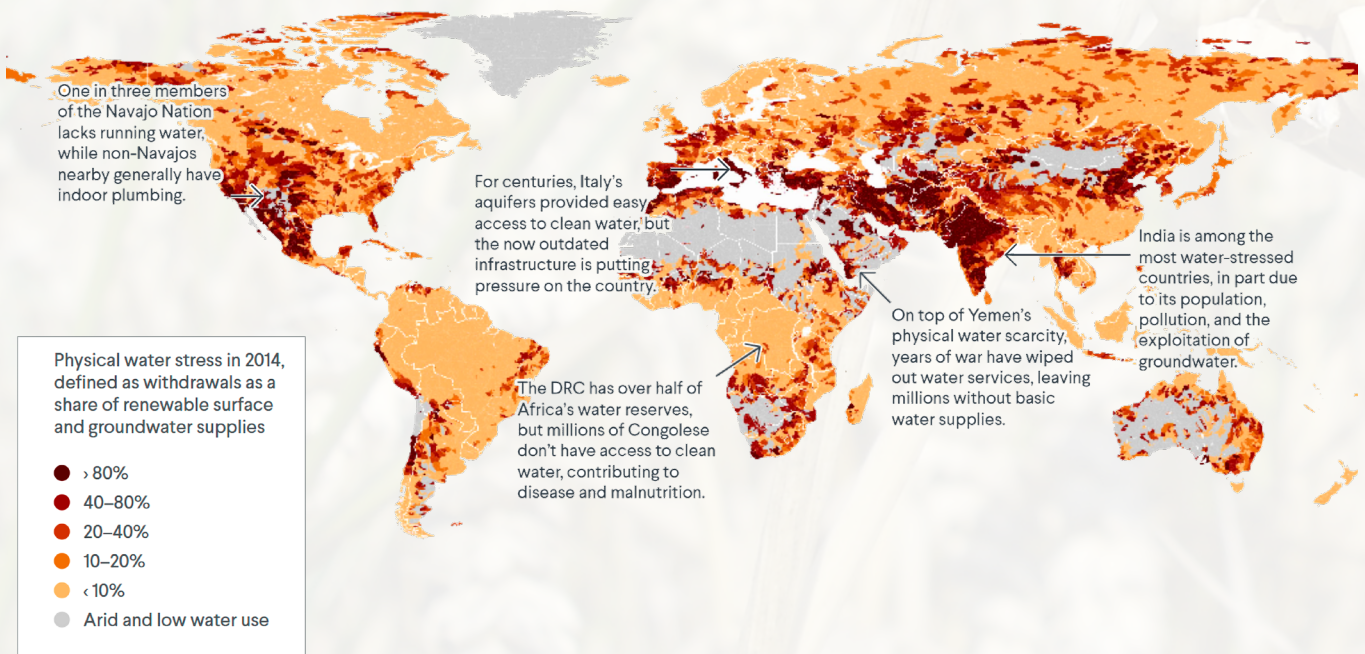 One in three members
of the Navajo Nation
lacks running water,
while non-Navajos
nearby generally have
indoor plumbing.
For centuries, Italy's
aquifers provided easy
access to clean water, but
the now outdated
infrastructure is putting
pressure on the country.
India is among the
most water-stressed
countries, in part due
to its population,
pollution, and the
exploitation of
groundwater.
On top of Yemen's
physical water scarcity,
years of war have wiped
out water services, leaving
millions without basic
water supplies.
The DRC has over half of
Africa's water reserves,
but millions of Congolese
don't have access to clean
water, contributing to
disease and malnutrition.
Physical water stress in 2014,
defined as withdrawals as a
share of renewable surface
and groundwater supplies
› 80%
40–80%
20–40%
10–20%
‹ 10%
Arid and low water use